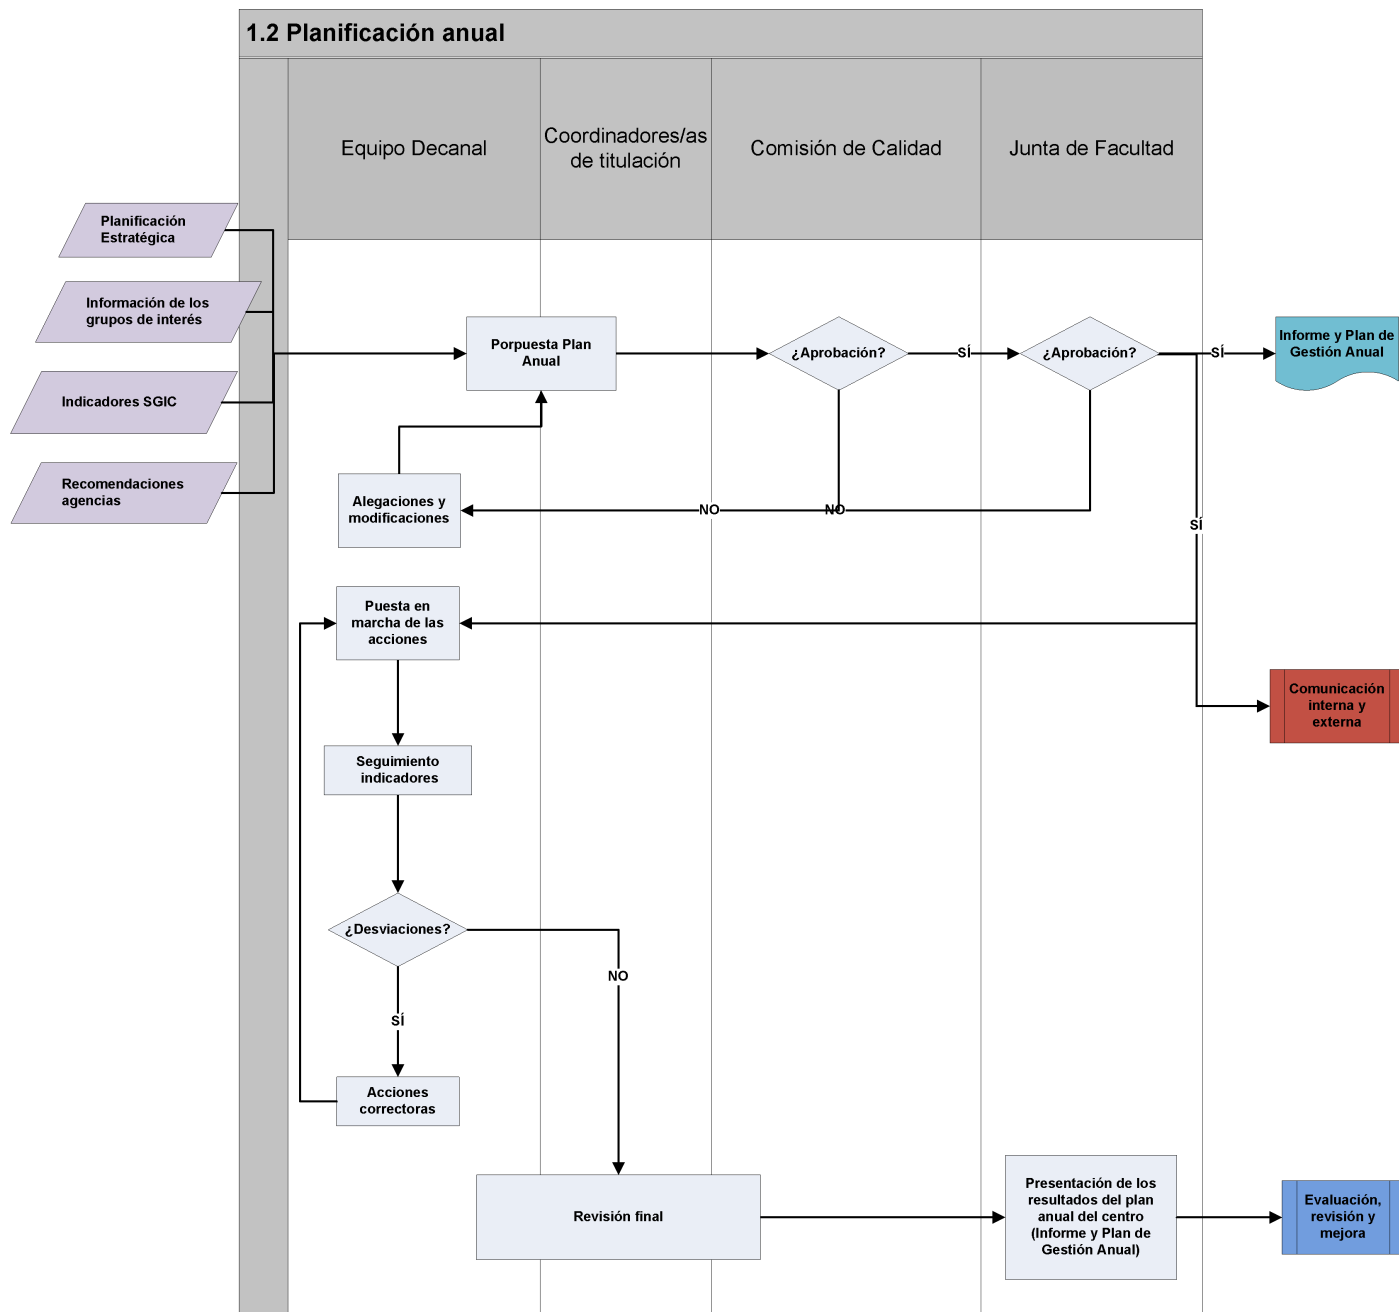 1.2 Planificación anual
Equipo Decanal
Coordinadores/as
de titulación
Comisión de Calidad
Junta de Facultad
Planificación
Estratégica
Información de los
grupos de interés
Indicadores SGIC
Recomendaciones
agencias
Porpuesta Plan
Anual
¿Aprobación?
SÍ
¿Aprobación?
SÍ
Informe y Plan de
Gestión Anual
Alegaciones y
modificaciones
NO
NO
SÍ
Puesta en
marcha de las
acciones
Comunicación
interna y
externa
Seguimiento
indicadores
¿Desviaciones?
NO
SÍ
Acciones
correctoras
Revisión final
Presentación de los
resultados del plan
anual del centro
(Informe y Plan de
Gestión Anual)
Evaluación,
revisión y
mejora